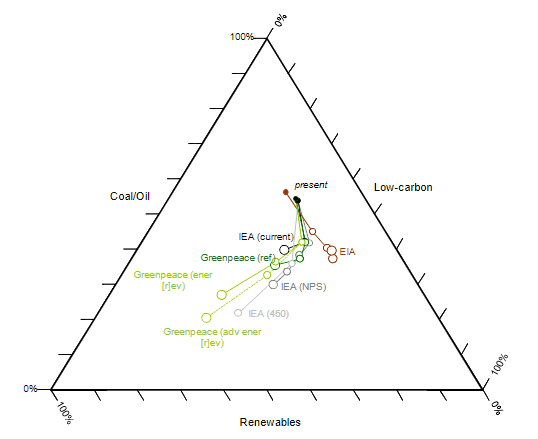 0%
100%
present
Low-carbon
Coal/Oil
IEA (current)
EIA
Greenpeace (ref)
Greenpeace (ener
[r]ev)
IEA (NPS)
IEA (450)
Greenpeace (adv ener
[r]ev)
100%
0%
100%
0%
Renewables